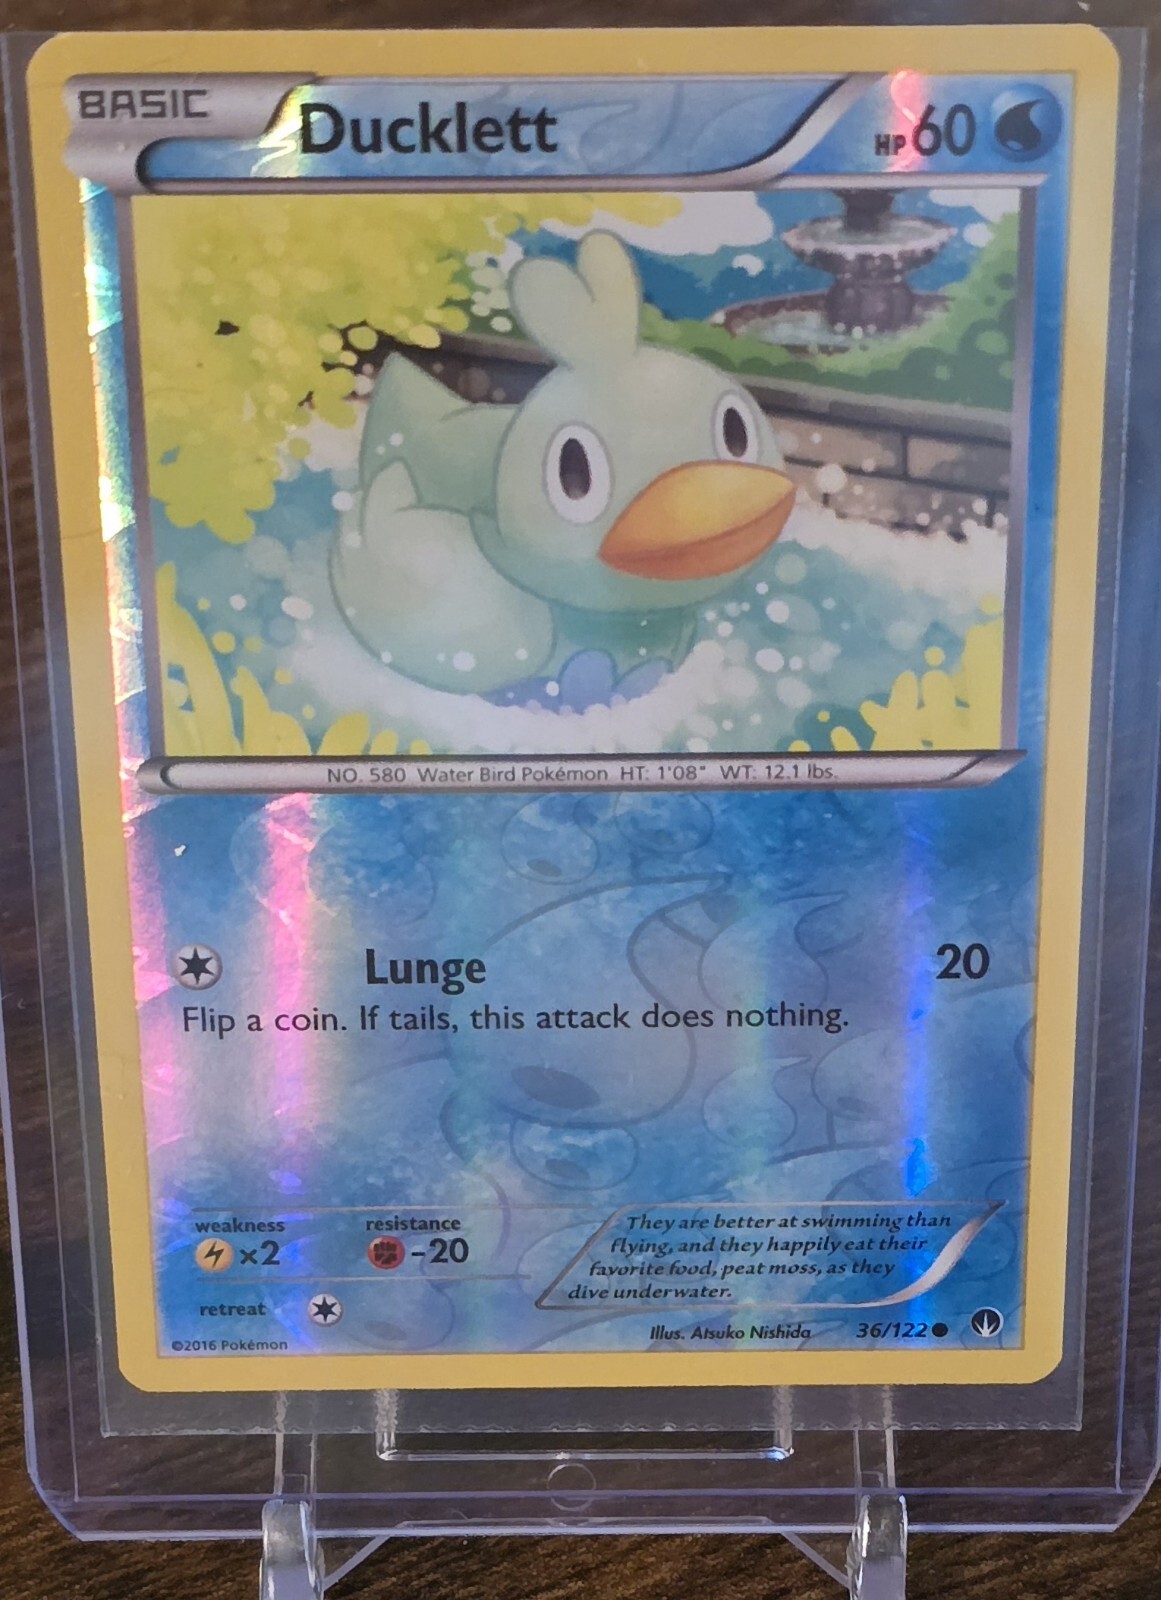 BASIC
Ducklett
HP 60
NO. 580 Water Bird Pokémon HT: 1'08" WT: 12.1 lbs.
Lunge 20
Flip a coin. If tails, this attack does nothing.
weakness resistance
×2 -20
They are better at swimming than
flying, and they happily eat their
favorite food, peat moss, as they
dive underwater.
retreat
Illus. Atsuko Nishida 36/122
©2016 Pokémon